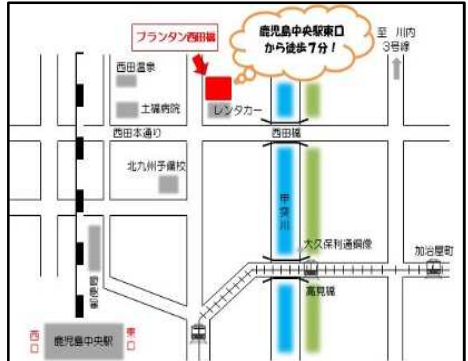 プランタン西田橋
鹿児島中央駅東口
から徒歩7分！
至 川内
3号線
西田温泉
土橋病院
レンタカー
西田本通り
西田橋
北九州予備校
甲突川
大久保利通銅像
加治屋町
高見橋
郵便局
西口
鹿児島中央駅
東口